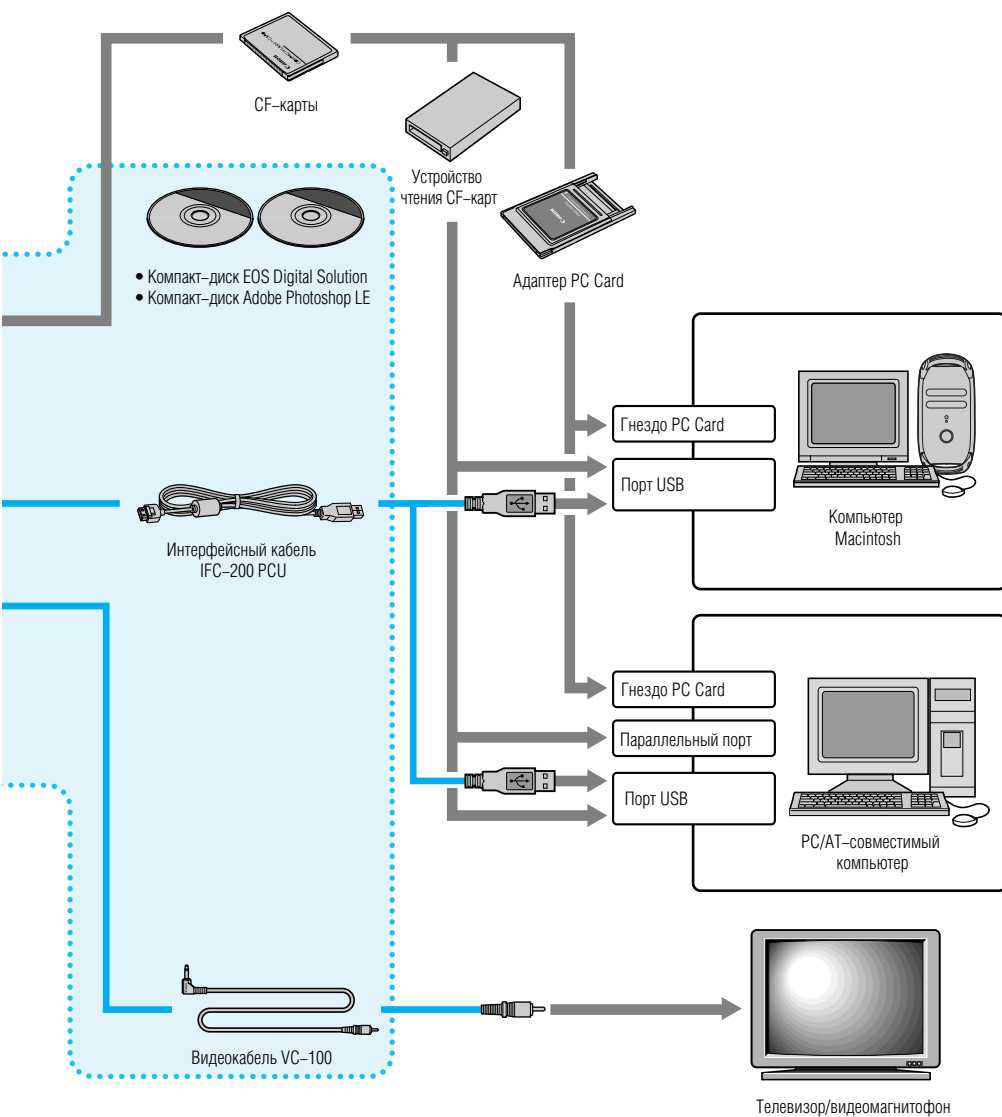 CF–карты
Устройство
чтения CF–карт
Адаптер PC Card
• Компакт–диск EOS Digital Solution
• Компакт–диск Adobe Photoshop LE
Гнездо PC Card
Порт USB
Компьютер
Macintosh
Интерфейсный кабель
IFC–200 PCU
Гнездо PC Card
Параллельный порт
Порт USB
PC/AT–совместимый
компьютер
Видеокабель VC–100
Телевизор/видеомагнитофон